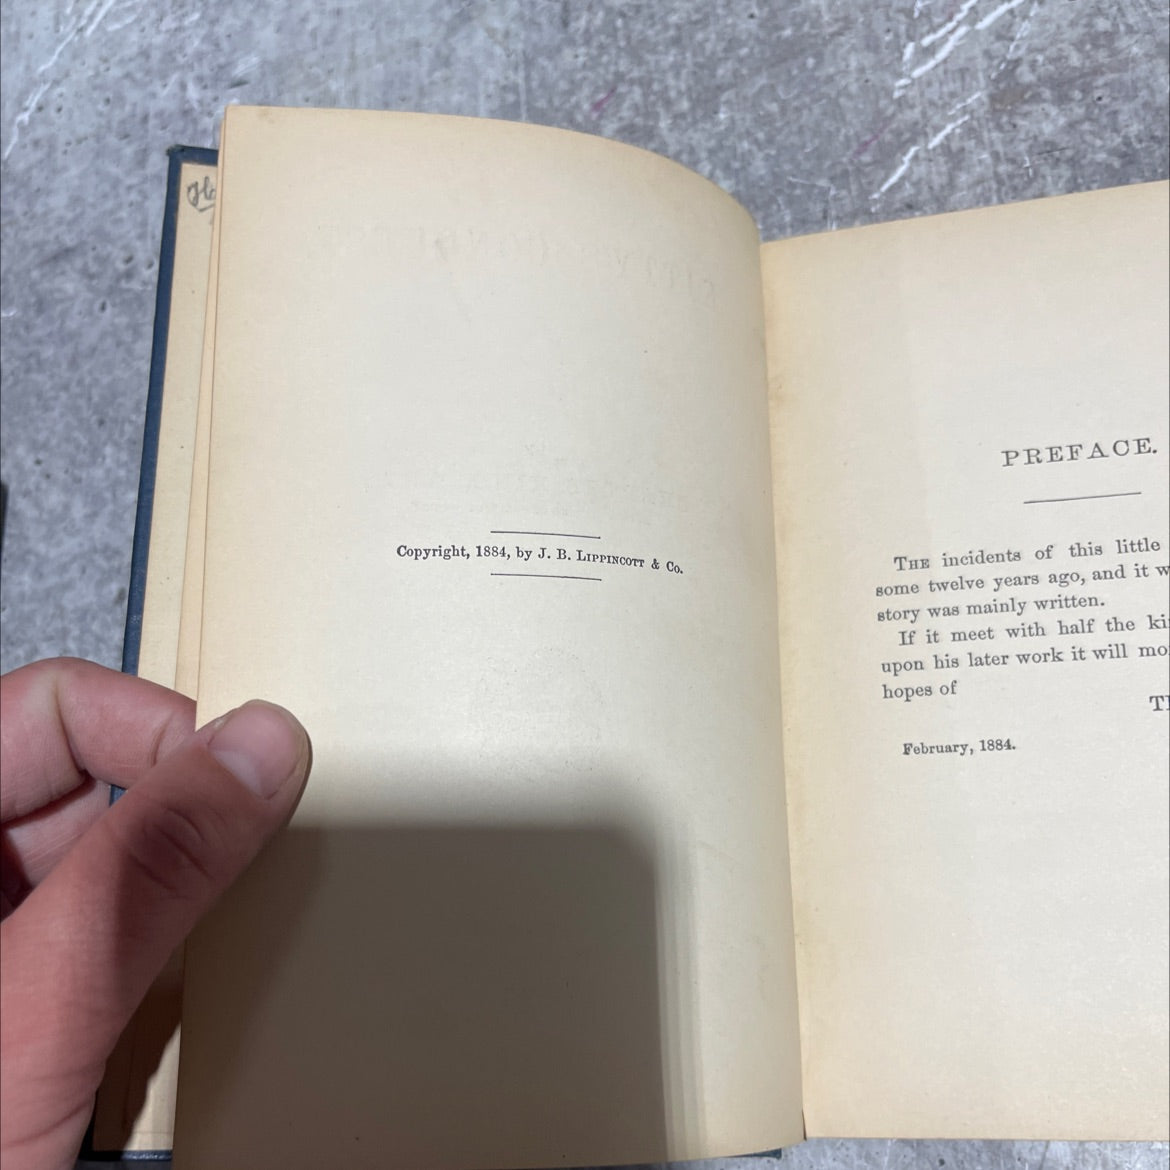 Copyright, 1884, by J. B. LIPPINCOTT & Co.
PREFACE.
THE incidents of this little
some twelve years ago, and it
story was mainly written.
If it meet with half the
upon his later work it will
hopes of
February, 1884.